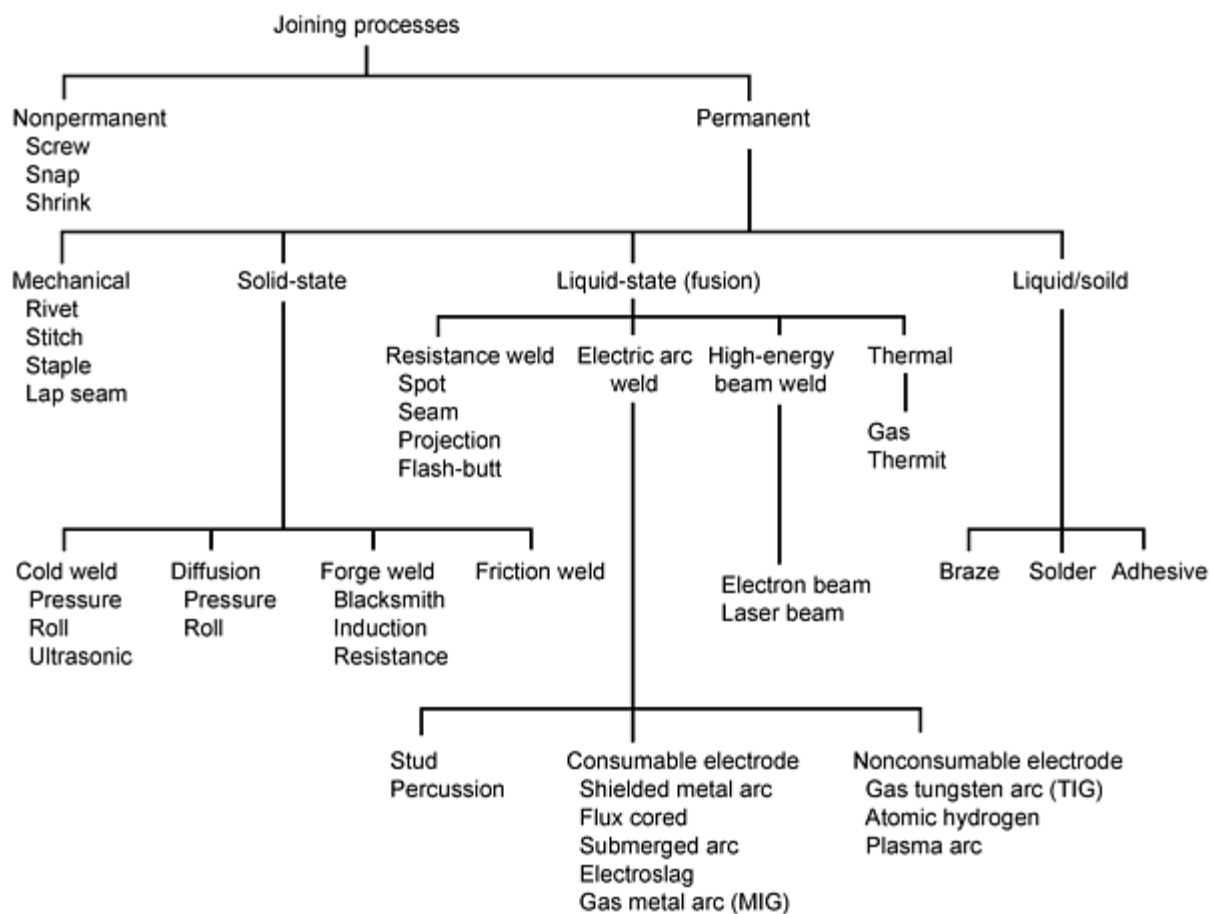 Joining processes
Nonpermanent
Screw
Snap
Shrink
Permanent
Mechanical
Rivet
Stitch
Staple
Lap seam
Solid-state
Liquid-state (fusion)
Liquid/soild
Resistance weld
Spot
Seam
Projection
Flash-butt
Electric arc
weld
High-energy
beam weld
Thermal
Gas
Thermit
Cold weld
Pressure
Roll
Ultrasonic
Diffusion
Pressure
Roll
Forge weld
Blacksmith
Induction
Resistance
Friction weld
Electron beam
Laser beam
Braze
Solder
Adhesive
Stud
Percussion
Consumable electrode
Shielded metal arc
Flux cored
Submerged arc
Electroslag
Gas metal arc (MIG)
Nonconsumable electrode
Gas tungsten arc (TIG)
Atomic hydrogen
Plasma arc